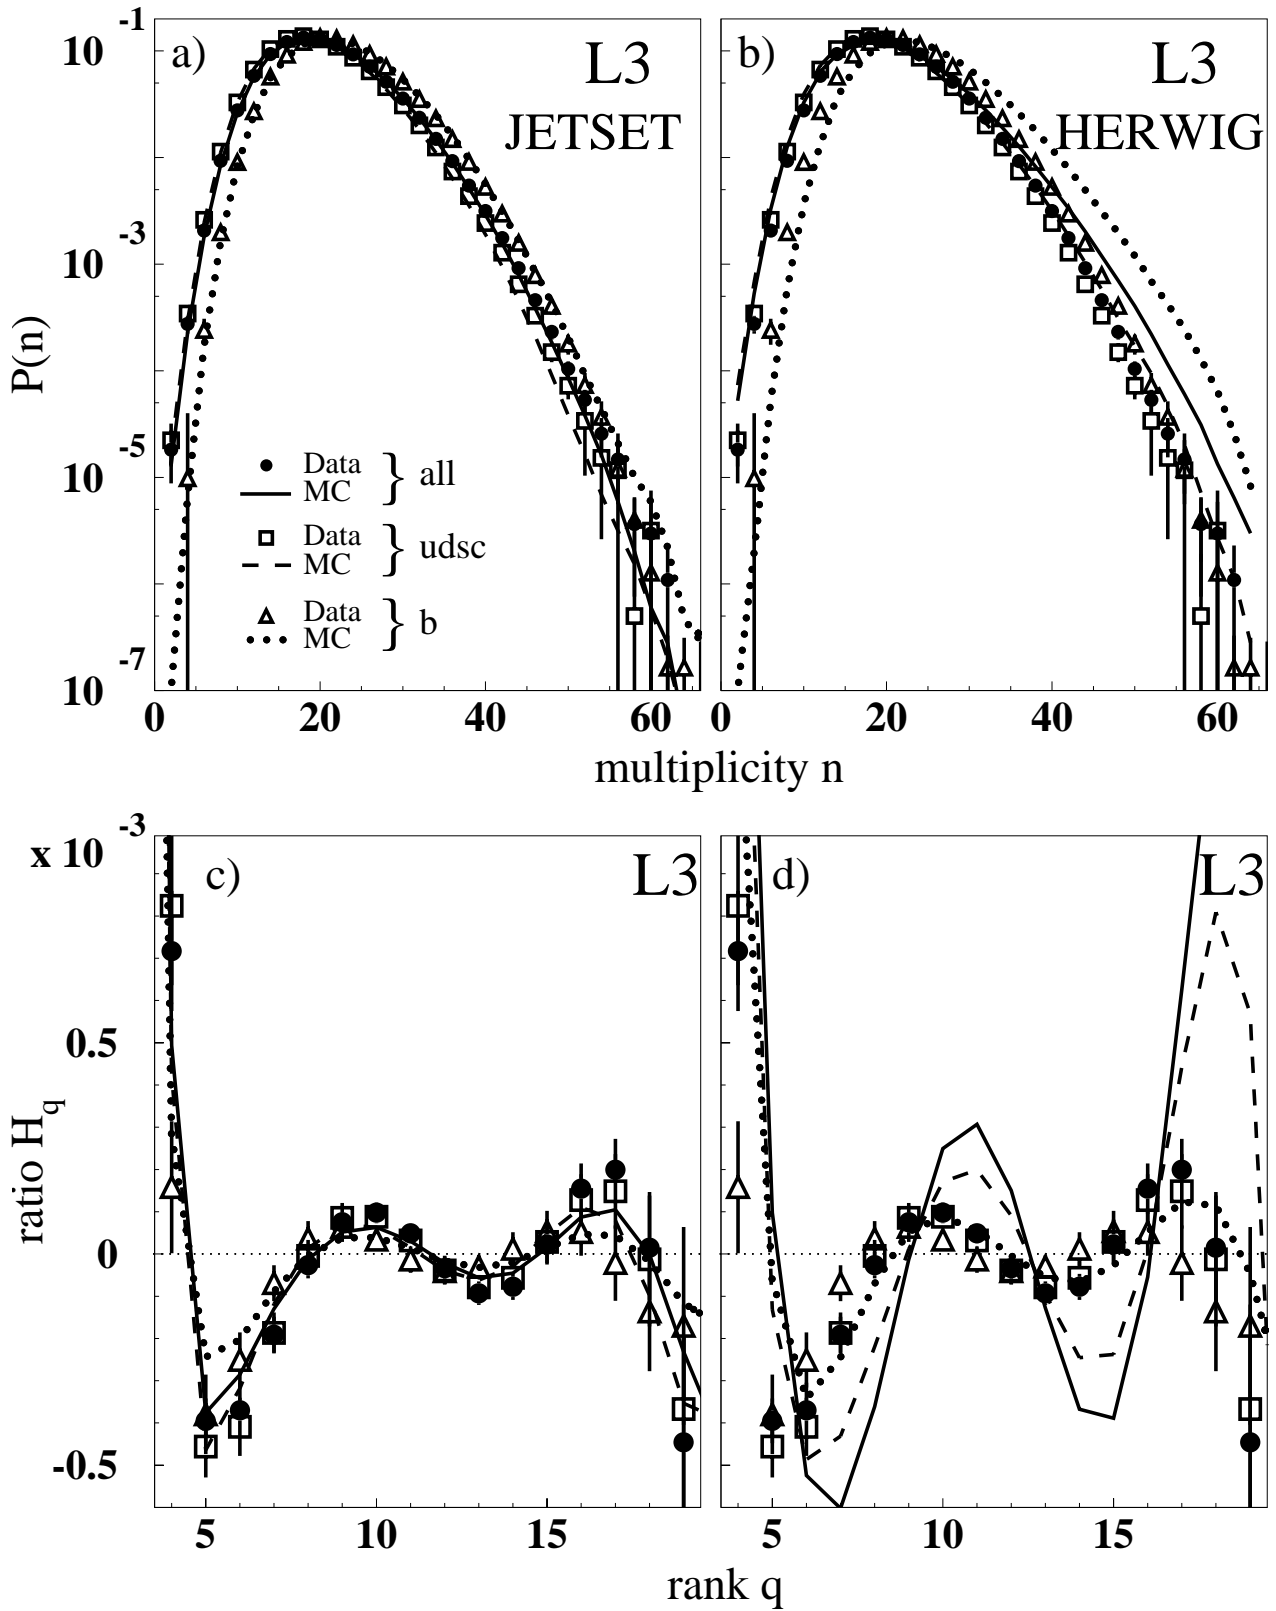 a)
L3
JETSET
b)
L3
HERWIG
10 -1
10 -3
10 -5
10 -7
P(n)
Data
MC
} all
Data
MC
} udsc
Data
MC
} b
0 20 40 60
0 20 40 60
multiplicity n
x 10 -3
c)
L3
d)
L3
0.5
0
-0.5
ratio H_q
5 10 15
5 10 15
rank q